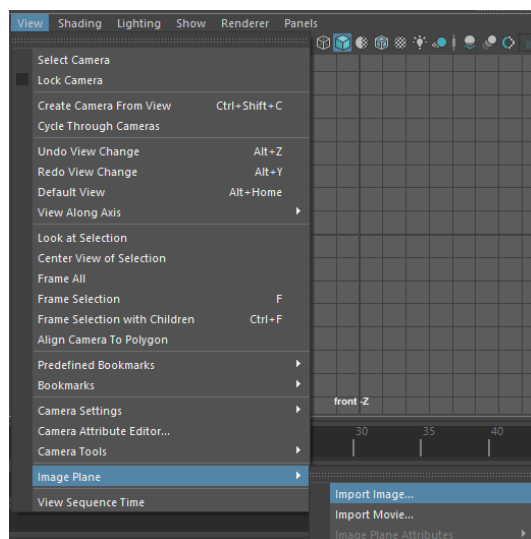 View Shading Lighting Show Renderer Panels
Select Camera
Lock Camera
Create Camera From View Ctrl+Shift+C
Cycle Through Cameras
Undo View Change Alt+Z
Redo View Change Alt+Y
Default View Alt+Home
View Along Axis
Look at Selection
Center View of Selection
Frame All
Frame Selection F
Frame Selection with Children Ctrl+F
Align Camera To Polygon
Predefined Bookmarks
Bookmarks
front -Z
Camera Settings
30 35 40
Camera Attribute Editor...
Camera Tools
Image Plane
Import Image...
View Sequence Time
Import Movie...
Image Plane Attributes